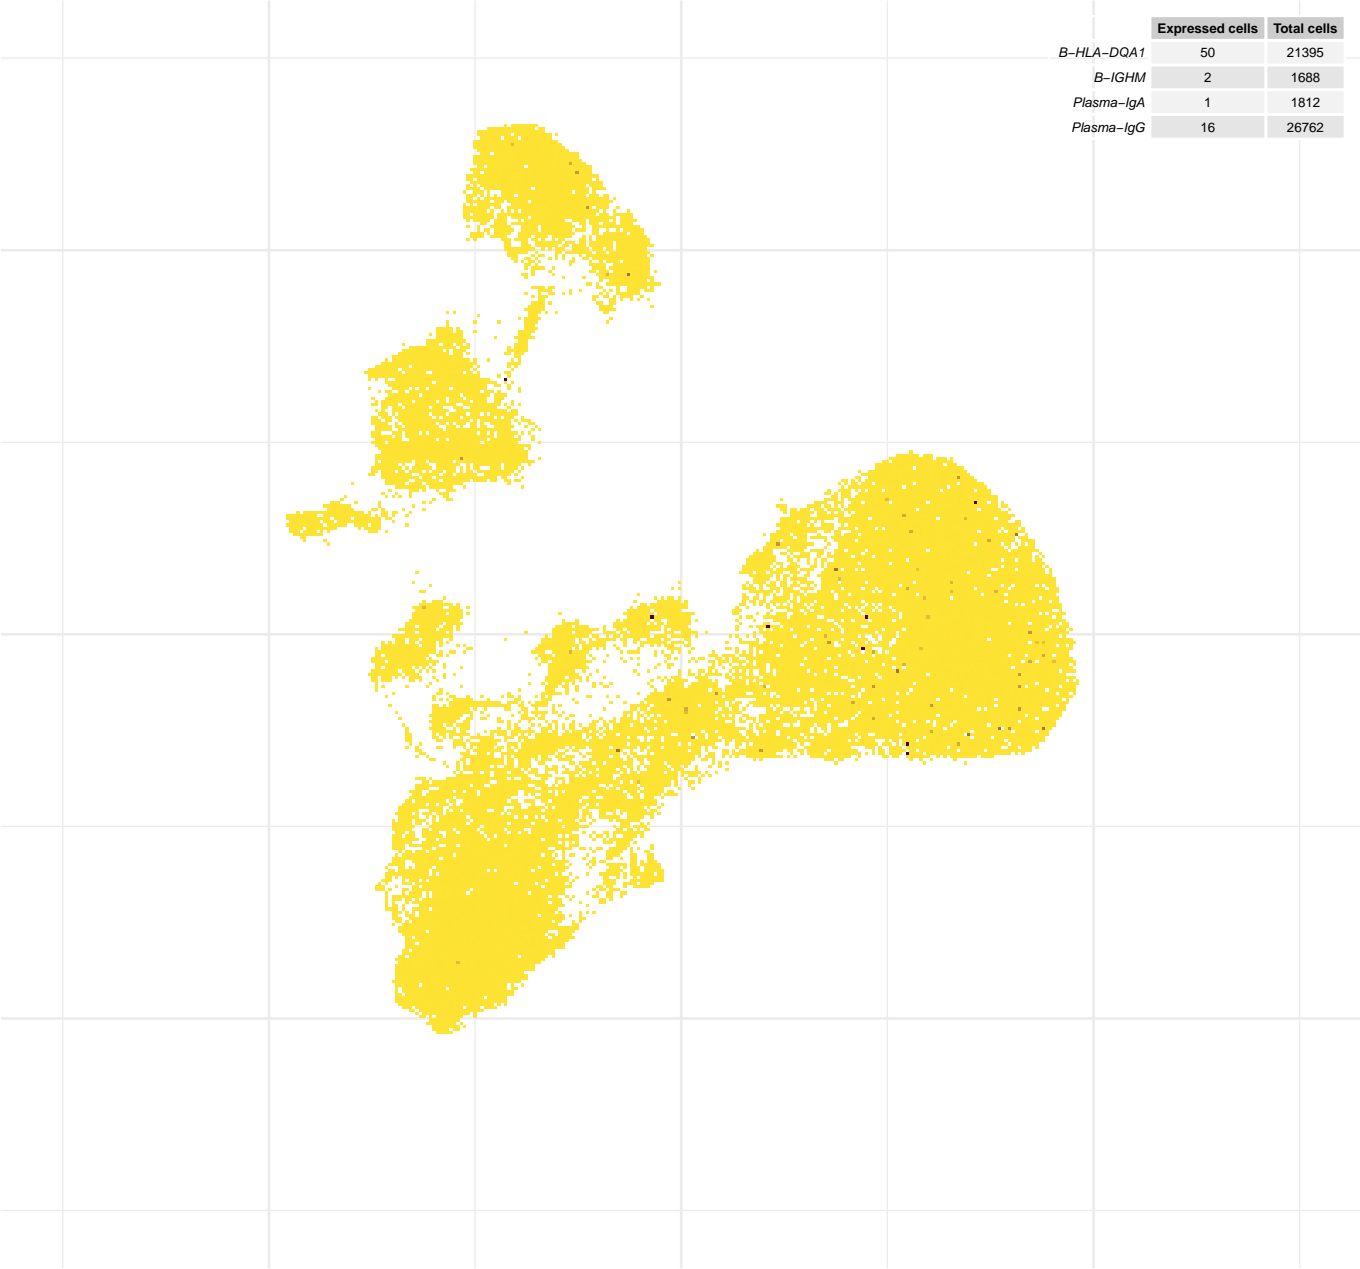 Expressed cells Total cells
B−HLA−DQA1 50 21395
B−IGHM 2 1688
Plasma−IgA 1 1812
Plasma−IgG 16 26762